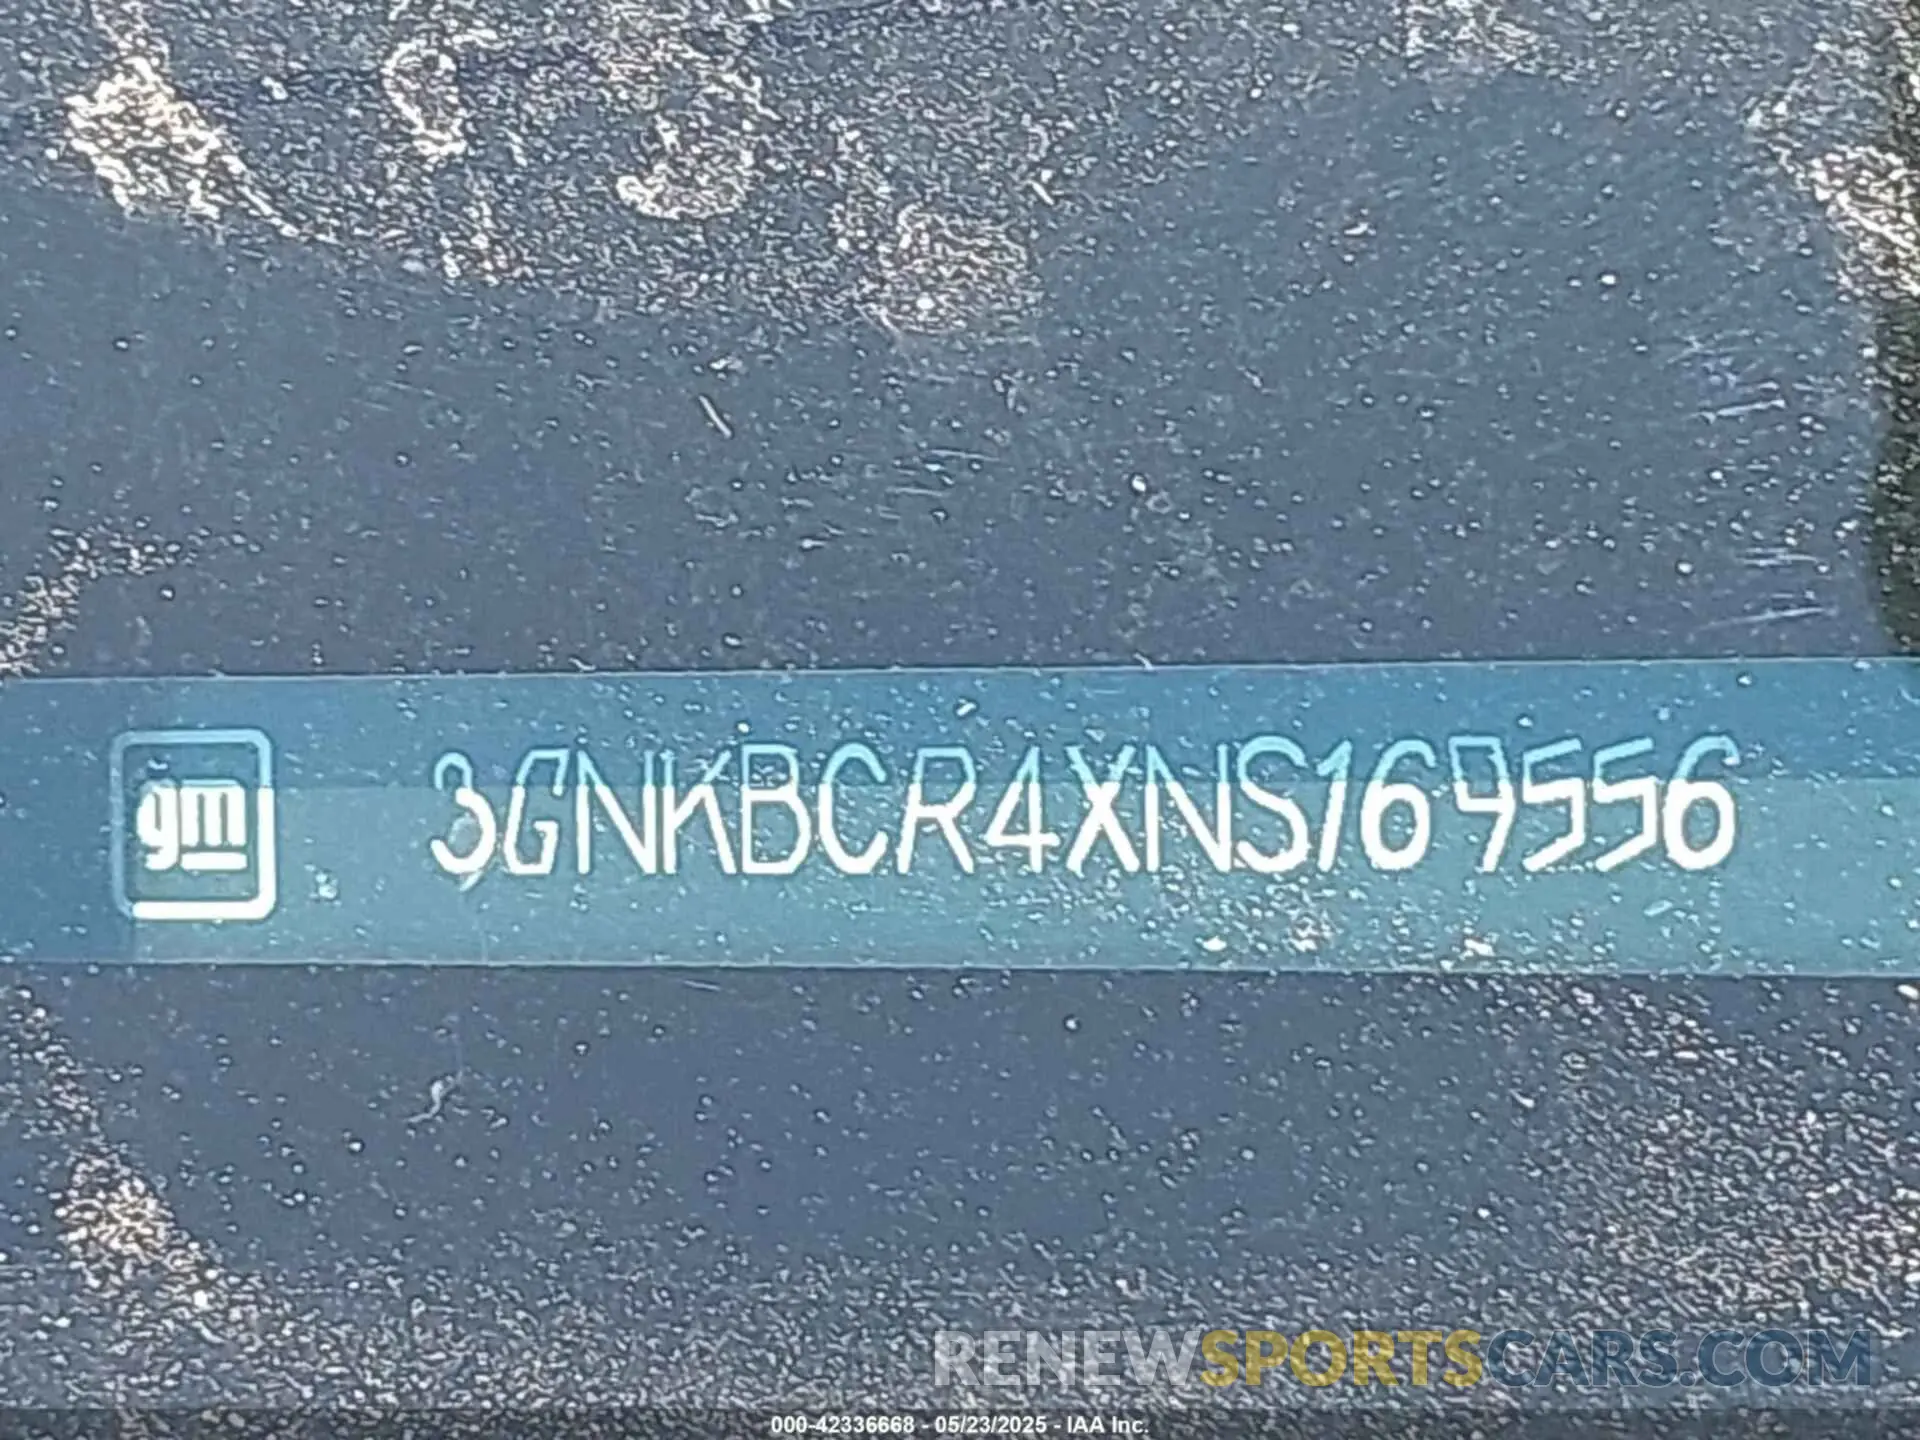 gm 3GNKBCR4XNS169556
RENEWSPORTSCARS.COM
000-42336668 - 05/23/2025 - IAA Inc.